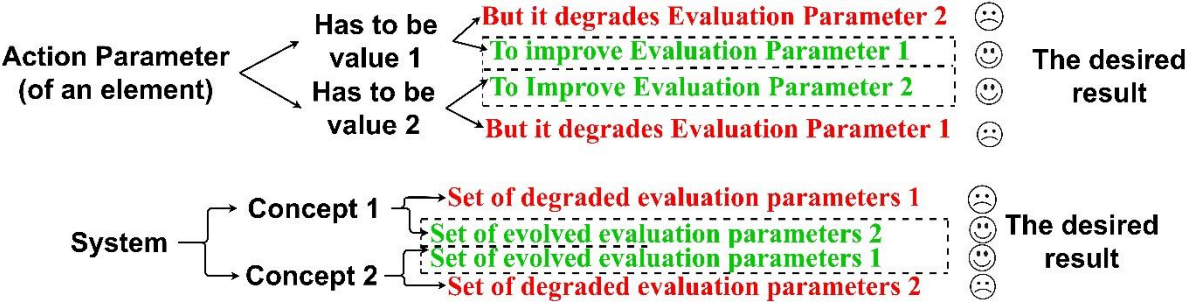 But it degrades Evaluation Parameter 2
Has to be
value 1
To improve Evaluation Parameter 1
Action Parameter
(of an element)
The desired
result
To Improve Evaluation Parameter 2
Has to be
value 2
But it degrades Evaluation Parameter 1
Set of degraded evaluation parameters 1
Concept 1
Set of evolved evaluation parameters 2
System
The desired
result
Set of evolved evaluation parameters 1
Concept 2
Set of degraded evaluation parameters 2